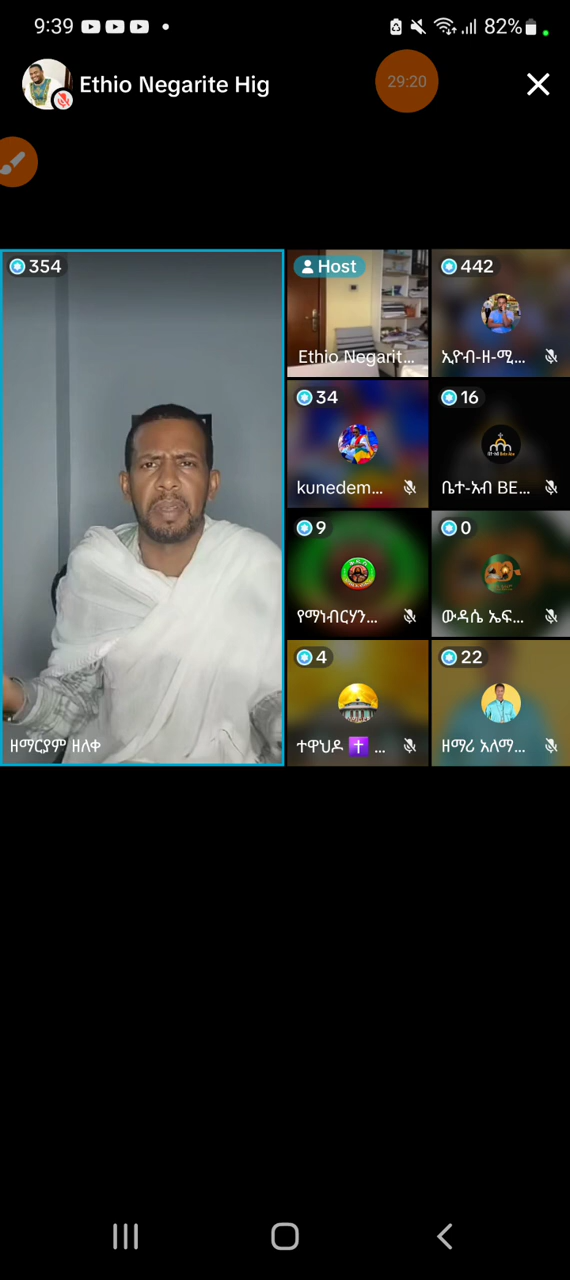 9:39
82%
Ethio Negarite Hig
29:20
354
ዘማርያም ዘለቀ
Host
Ethio Negarit...
442
ኢዮብ-ዘ-ሚ...
34
kunedem...
16
ቤተ-አብ BE...
9
የማነብርሃን...
0
ውዳሴ ኤፍ...
4
ተዋህዶ ✝️ ...
22
ዘማሪ አለማ...